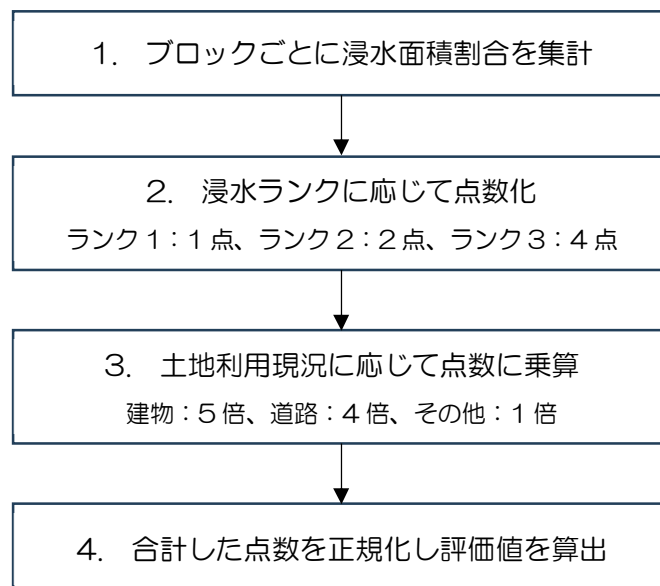 １．　ブロックごとに浸水面積割合を集計
２．　浸水ランクに応じて点数化
ランク１：１点、ランク２：２点、ランク３：４点
３．　土地利用現況に応じて点数に乗算
建物：５倍、道路：４倍、その他：１倍
４．　合計した点数を正規化し評価値を算出